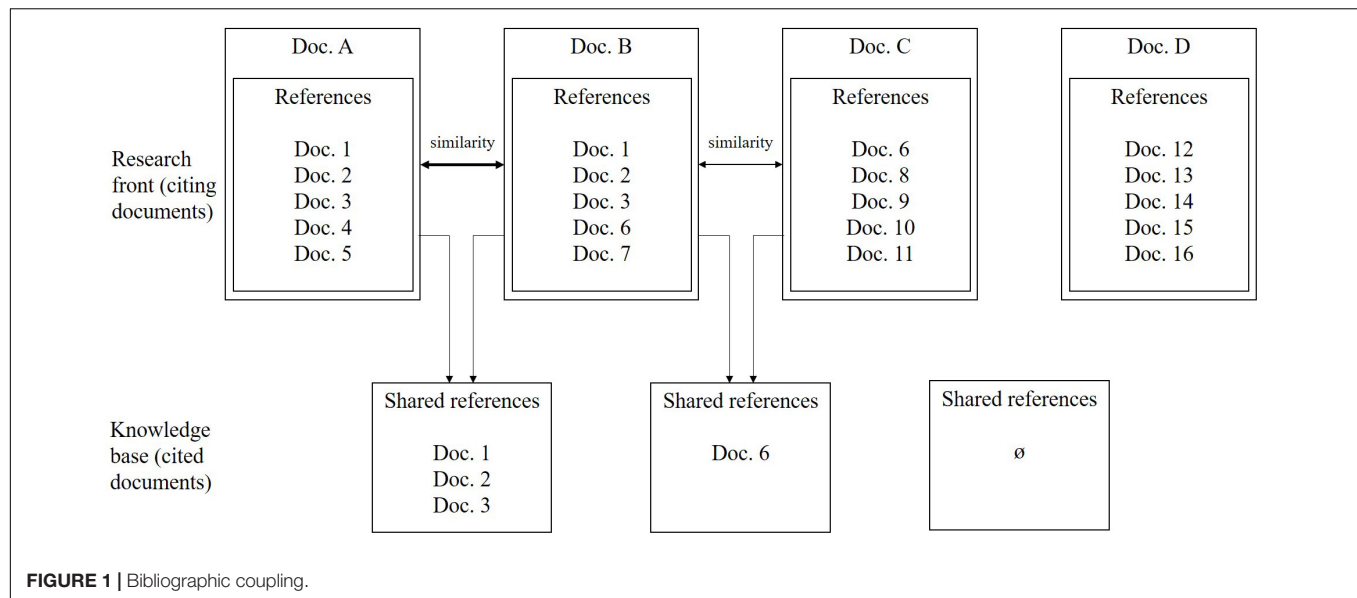 Doc. A
References
Doc. 1
Doc. 2
Doc. 3
Doc. 4
Doc. 5
similarity
Doc. B
References
Doc. 1
Doc. 2
Doc. 3
Doc. 6
Doc. 7
similarity
Doc. C
References
Doc. 6
Doc. 8
Doc. 9
Doc. 10
Doc. 11
Doc. D
References
Doc. 12
Doc. 13
Doc. 14
Doc. 15
Doc. 16
Research
front (citing
documents)
Knowledge
base (cited
documents)
Shared references
Doc. 1
Doc. 2
Doc. 3
Shared references
Doc. 6
Shared references
ø
FIGURE 1 | Bibliographic coupling.